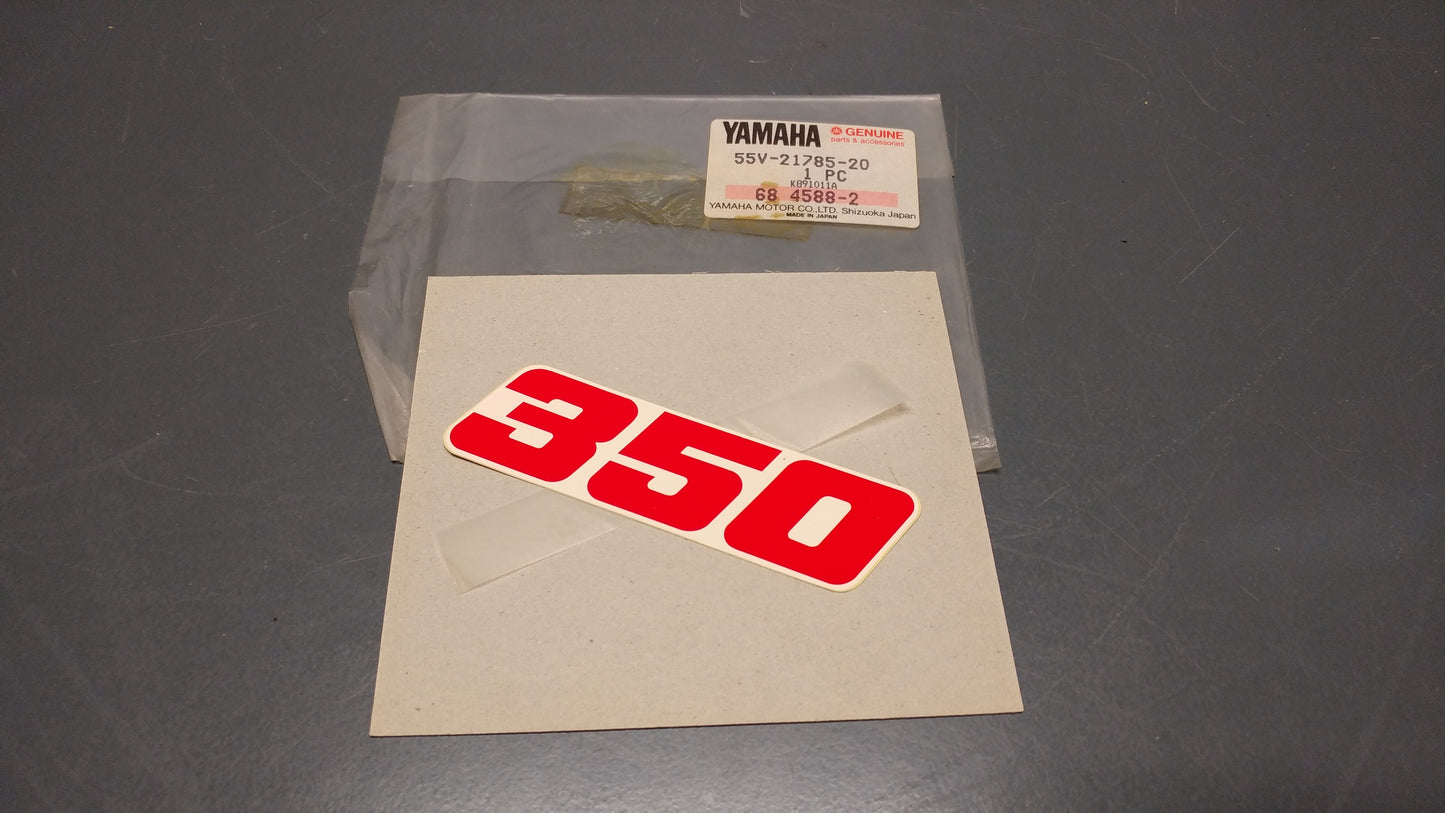 YAMAHA GENUINE
parts & accessories
55V-21785-20
1 PC
K891011A
68 4588-2
YAMAHA MOTOR CO.,LTD. Shizuoka Japan
MADE IN JAPAN
350